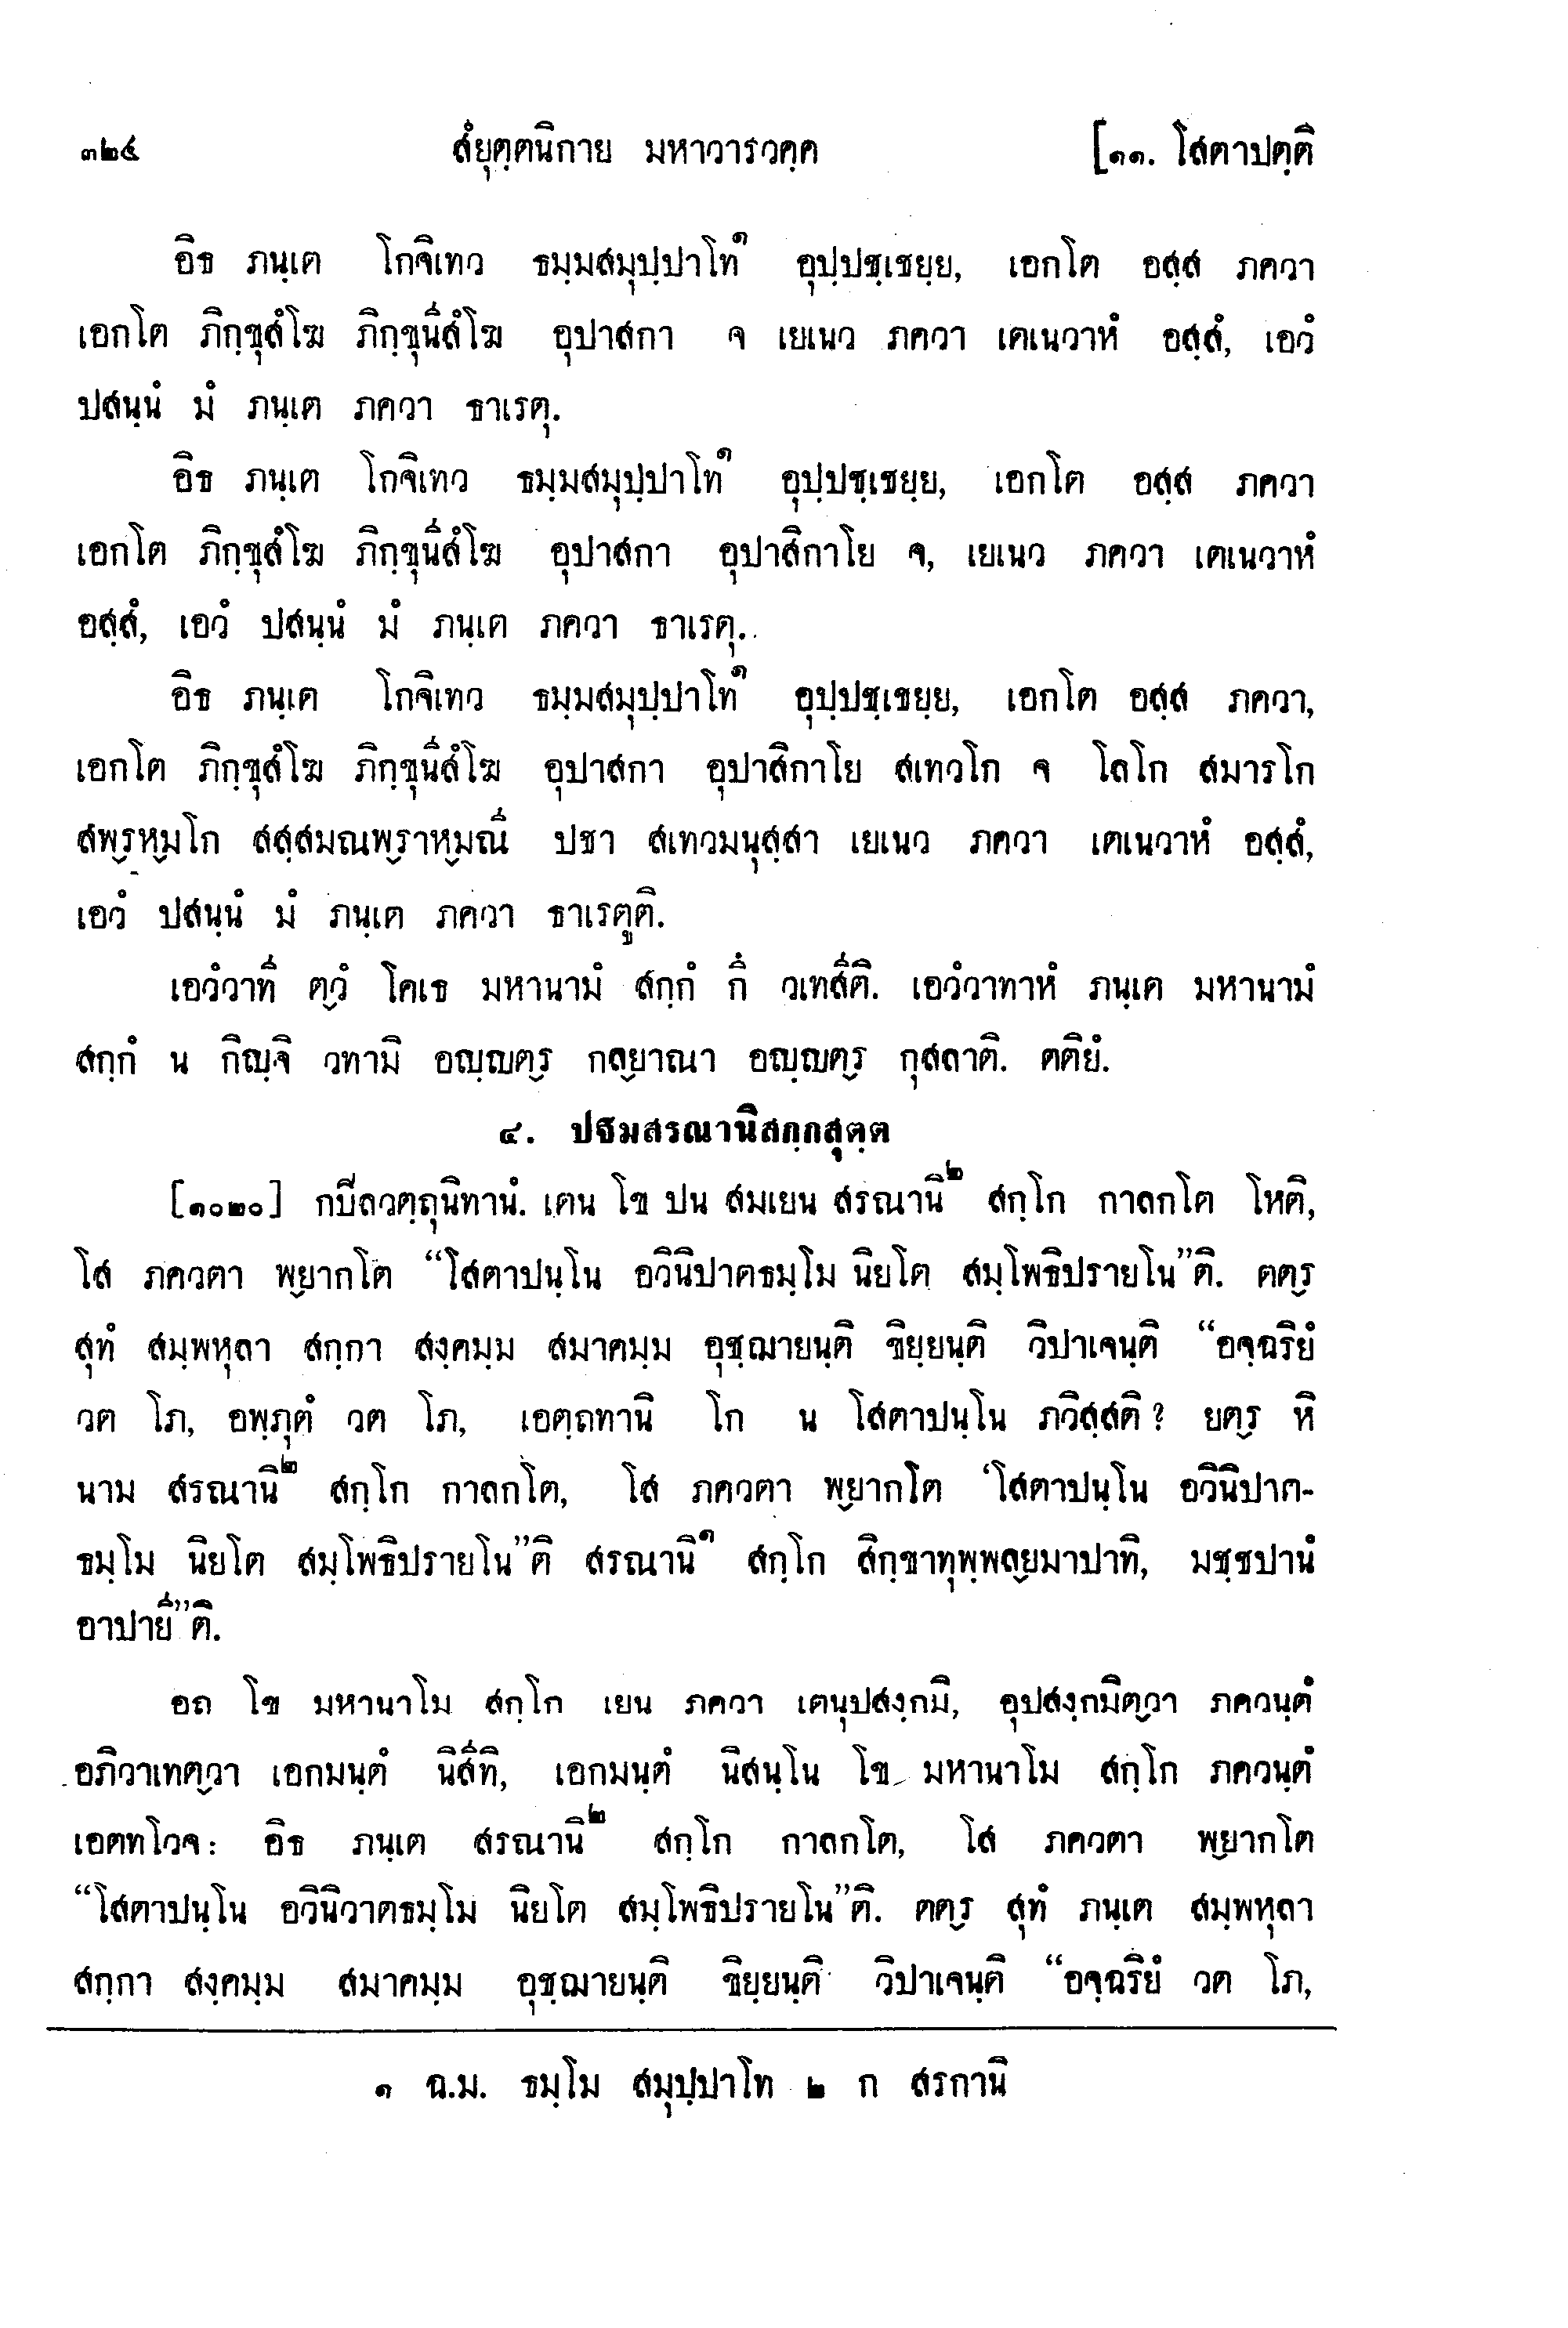 ๓๒๕ สํยุตฺตนิกาย มหาวารวคฺค [๑๑. โสตาปตฺติ
อิธ ภนฺเต โกจิเทว ธมฺมสมุปฺปาโท๑ อุปฺปชฺเชยฺย, เอกโต อสฺส ภควา
เอกโต ภิกฺขุสํโฆ ภิกฺขุนีสํโฆ อุปาสกา จ เยเนว ภควา เตเนวาหํ อสฺสํ, เอวํ
ปสนฺนํ มํ ภนฺเต ภควา ธาเรตุ.
อิธ ภนฺเต โกจิเทว ธมฺมสมุปฺปาโท๑ อุปฺปชฺเชยฺย, เอกโต อสฺส ภควา
เอกโต ภิกฺขุสํโฆ ภิกฺขุนีสํโฆ อุปาสกา อุปาสิกาโย จ, เยเนว ภควา เตเนวาหํ
อสฺสํ, เอวํ ปสนฺนํ มํ ภนฺเต ภควา ธาเรตุ.
อิธ ภนฺเต โกจิเทว ธมฺมสมุปฺปาโท๑ อุปฺปชฺเชยฺย, เอกโต อสฺส ภควา,
เอกโต ภิกฺขุสํโฆ ภิกฺขุนีสํโฆ อุปาสกา อุปาสิกาโย สเทวโก จ โลโก สมารโก
สพฺรหฺมโก สสฺสมณพฺราหฺมณี ปชา สเทวมนุสฺสา เยเนว ภควา เตเนวาหํ อสฺสํ,
เอวํ ปสนฺนํ มํ ภนฺเต ภควา ธาเรตูติ.
เอวํวาที ตฺวํ โคเธ มหานามํ สกฺกํ กึ วเทสีติ. เอวํวาทาหํ ภนฺเต มหานามํ
สกฺกํ น กิญฺจิ วทามิ อญฺญตฺร กลฺยาณา อญฺญตฺร กุสลาติ. ตติยํ.
๔. ปฐมสรณานิสกฺกสุตฺต
[๑๐๒๐] กปิลวตฺถุนิทานํ. เตน โข ปน สมเยน สรณานิ๒ สกฺโก กาลกโต โหติ,
โส ภควตา พฺยากโต “โสตาปนฺโน อวินิปาตธมฺโม นิยโต สมฺโพธิปรายโน”ติ. ตตฺร
สุทํ สมฺพหุลา สกฺกา สงฺคมฺม สมาคมฺม อุชฺฌายนฺติ ขิยฺยนฺติ วิปาเจนฺติ “อจฺฉริยํ
วต โภ, อพฺภุตํ วต โภ, เอตฺถทานิ โก น โสตาปนฺโน ภวิสฺสติ? ยตฺร หิ
นาม สรณานิ๒ สกฺโก กาลกโต, โส ภควตา พฺยากโต ‘โสตาปนฺโน อวินิปาต-
ธมฺโม นิยโต สมฺโพธิปรายโน”ติ สรณานิ๑ สกฺโก สิกฺขาทุพฺพลฺยมาปาทิ, มชฺชปานํ
อาปายี”ติ.
อถ โข มหานาโม สกฺโก เยน ภควา เตนุปสงฺกมิ, อุปสงฺกมิตฺวา ภควนฺตํ
อภิวาเทตฺวา เอกมนฺตํ นิสีทิ, เอกมนฺตํ นิสนฺโน โข มหานาโม สกฺโก ภควนฺตํ
เอตทโวจ: อิธ ภนฺเต สรณานิ๒ สกฺโก กาลกโต, โส ภควตา พฺยากโต
“โสตาปนฺโน อวินิวาตธมฺโม นิยโต สมฺโพธิปรายโน”ติ. ตตฺร สุทํ ภนฺเต สมฺพหุลา
สกฺกา สงฺคมฺม สมาคมฺม อุชฺฌายนฺติ ขิยฺยนฺติ วิปาเจนฺติ “อจฺฉริยํ วต โภ,
๑ ฉ.ม. ธมฺโม สมุปฺปาโท ๒ ก สรกานิ